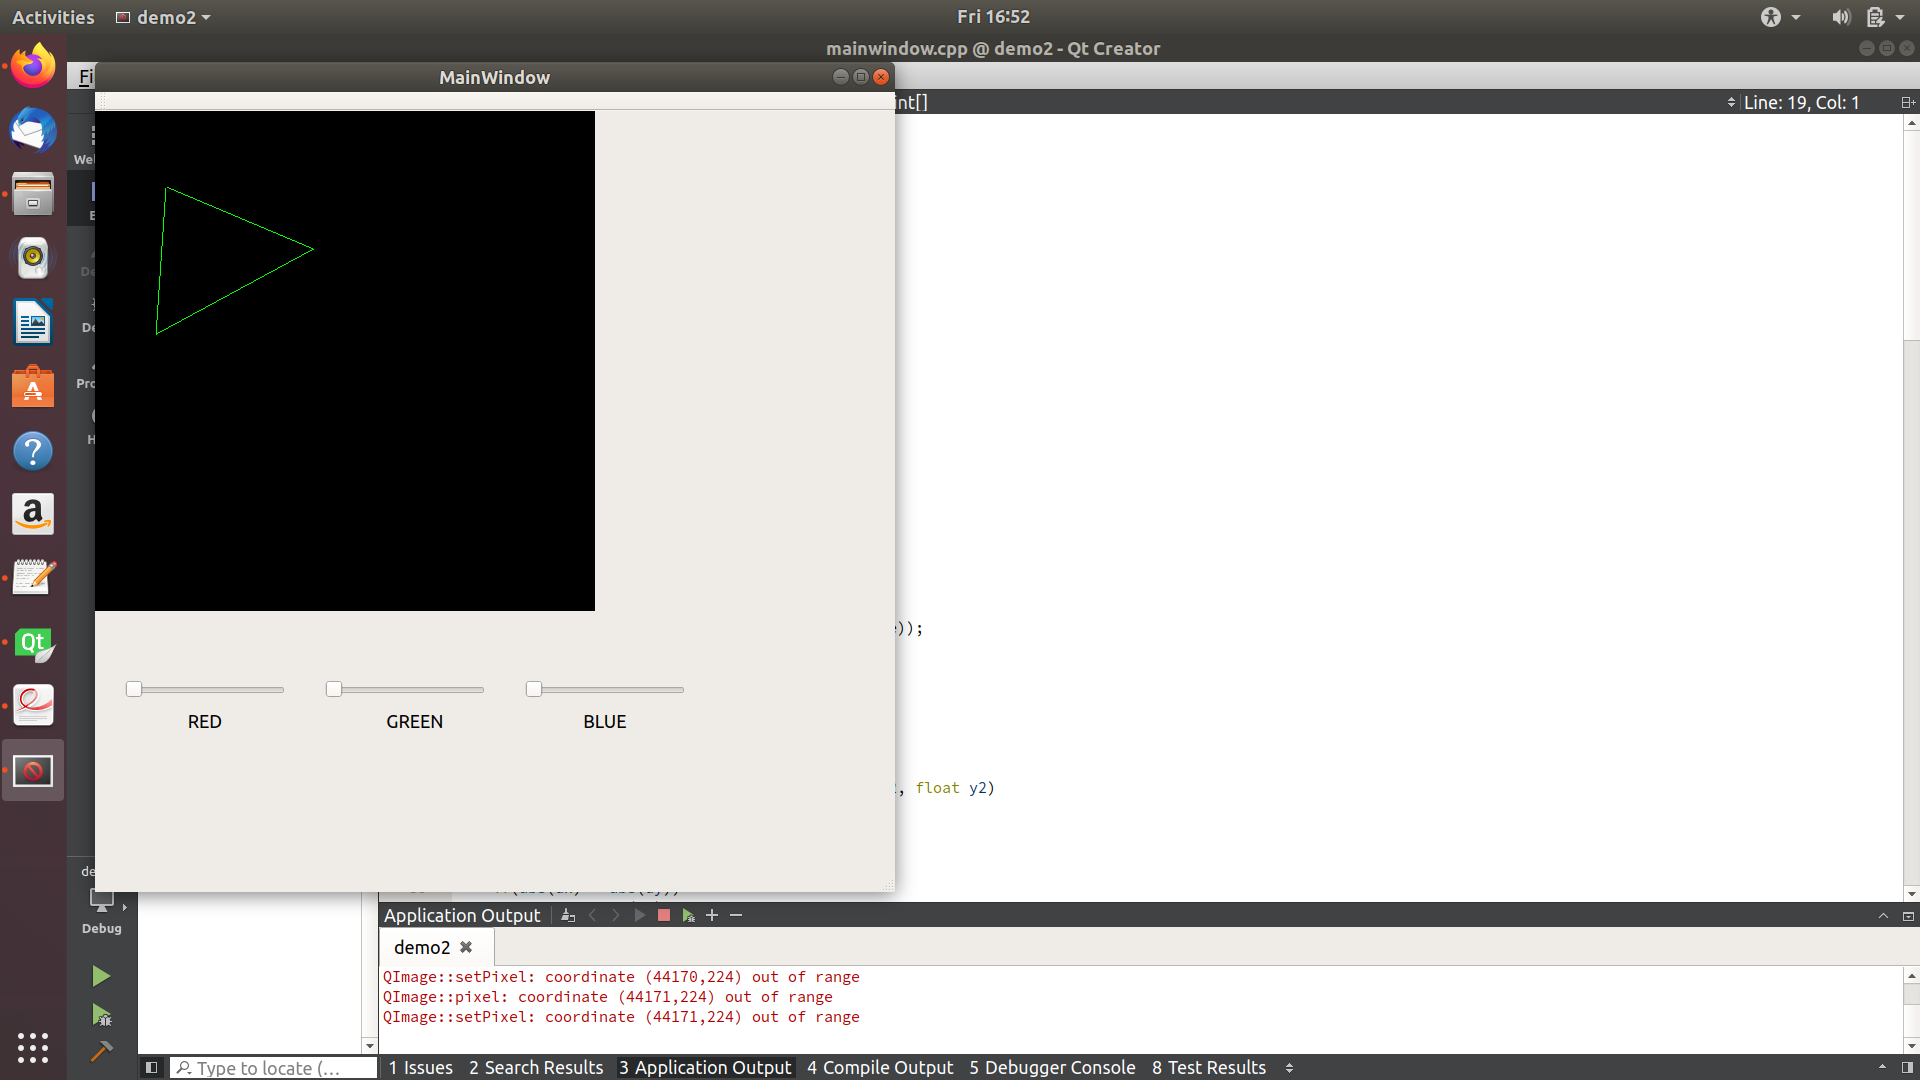 Activities demo2 Fri 16:52
mainwindow.cpp @ demo2 - Qt Creator
Fi MainWindow
int[] Line: 19, Col: 1
We
));
RED GREEN BLUE
, float y2)
Application Output
Debug
demo2
QImage::setPixel: coordinate (44170,224) out of range
QImage::pixel: coordinate (44171,224) out of range
QImage::setPixel: coordinate (44171,224) out of range
Type to locate (... 1 Issues 2 Search Results 3 Application Output 4 Compile Output 5 Debugger Console 8 Test Results